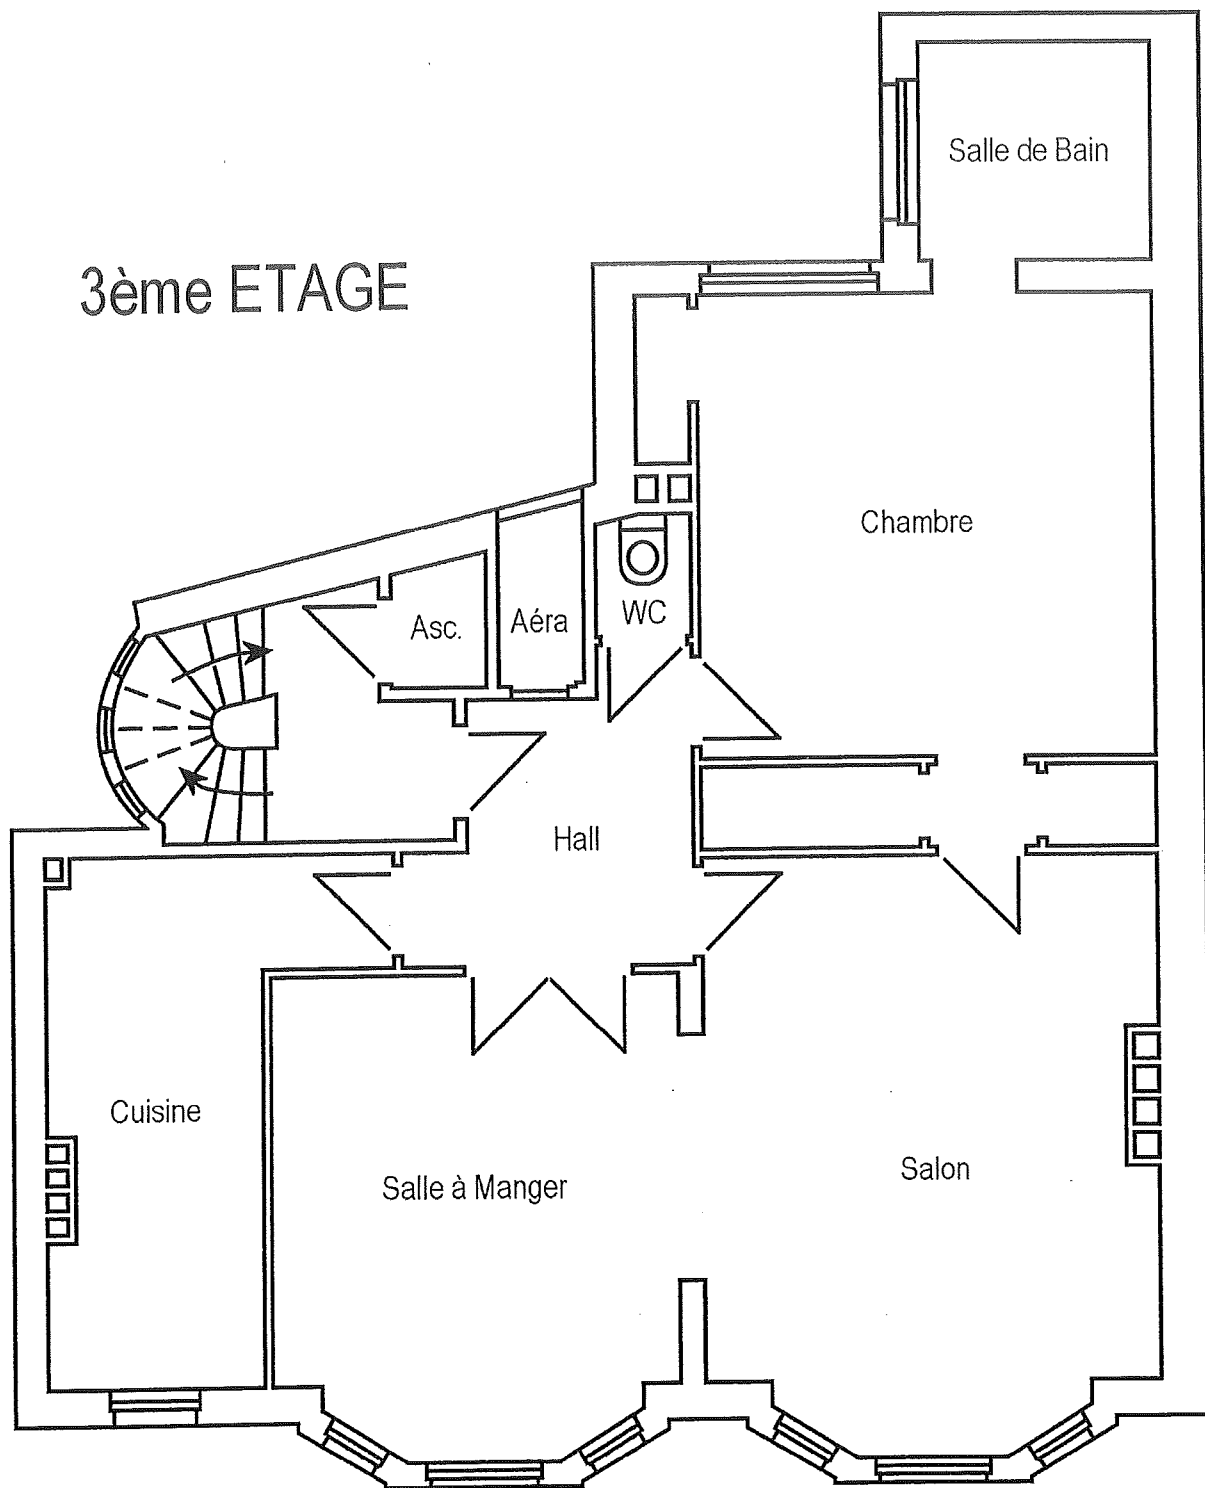 Salle de Bain
3ème ETAGE
Chambre
Asc.
Aéra
WC
Hall
Cuisine
Salle à Manger
Salon